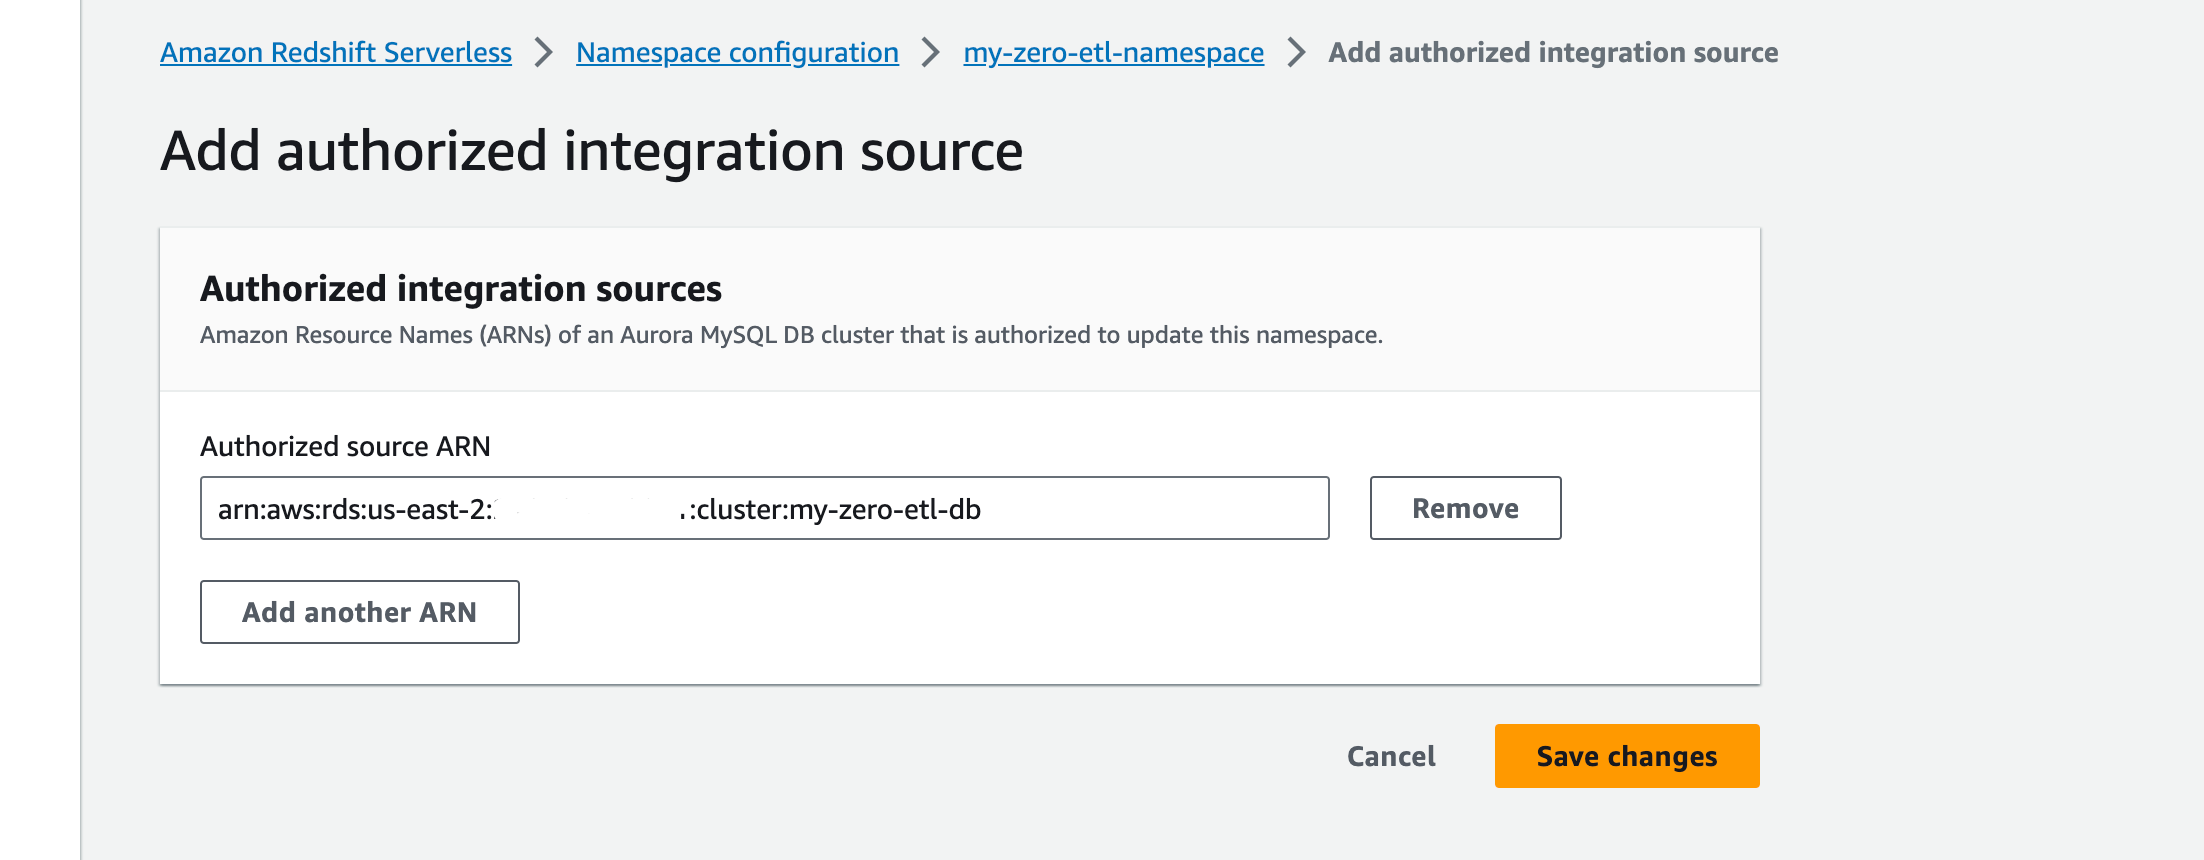 Amazon Redshift Serverless > Namespace configuration > my-zero-etl-namespace > Add authorized integration source
Add authorized integration source
Authorized integration sources
Amazon Resource Names (ARNs) of an Aurora MySQL DB cluster that is authorized to update this namespace.
Authorized source ARN
arn:aws:rds:us-east-2: :cluster:my-zero-etl-db
Remove
Add another ARN
Cancel
Save changes